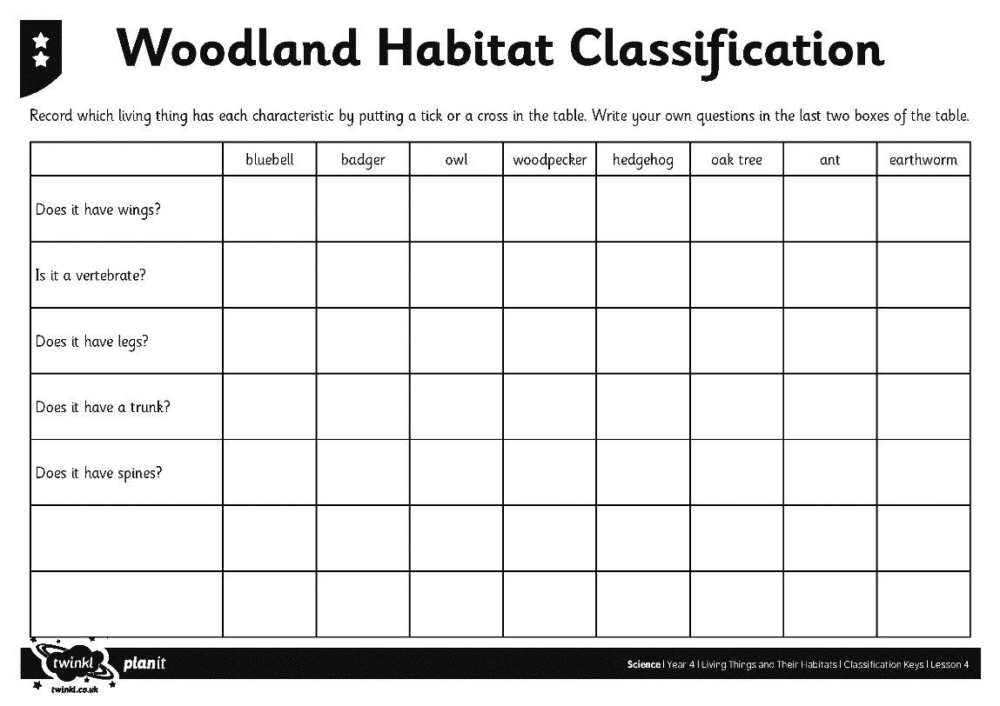 Woodland Habitat Classification
Record which living thing has each characteristic by putting a tick or a cross in the table. Write your own questions in the last two boxes of the table.
bluebell badger owl woodpecker hedgehog oak tree ant earthworm
Does it have wings?
Is it a vertebrate?
Does it have legs?
Does it have a trunk?
Does it have spines?
twinkl planit
twinkl.co.uk
Science | Year 4 | Living Things and Their Habitats | Classification Keys | Lesson 4